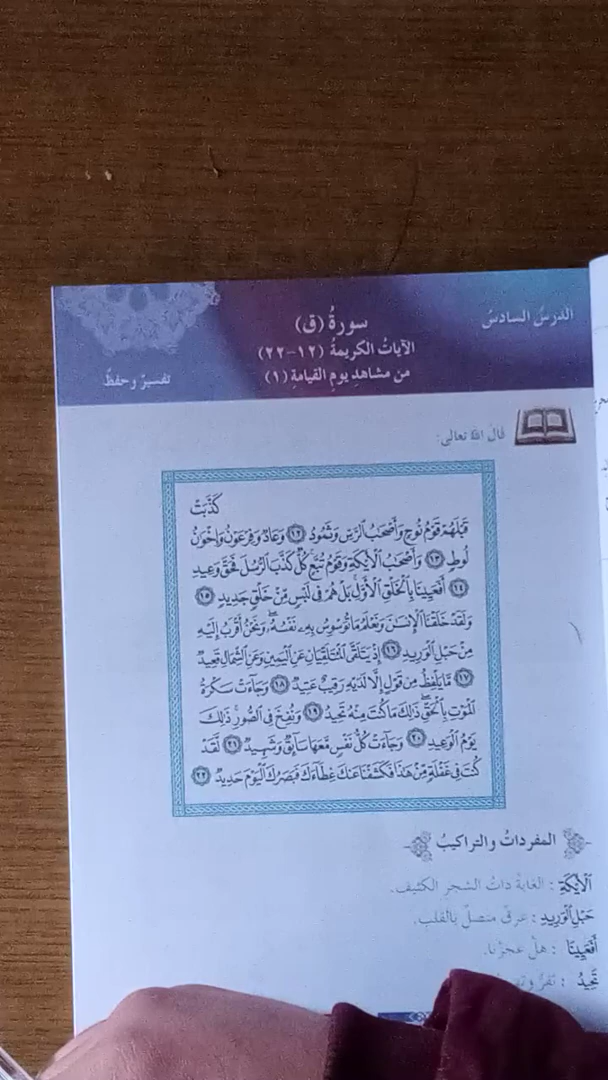 الدرسُ السادسُ
سورةُ (ق)
الآياتُ الكريمةُ (١٢-٢٢)
من مشاهدِ يومِ القيامةِ (١)
تفسيرٌ وحفظٌ
قالَ اللهُ تعالى:
كَذَّبَتْ
قَبْلَهُمْ قَوْمُ نُوحٍ وَأَصْحَٰبُ ٱلرَّسِّ وَثَمُودُ ١٢ وَعَادٌ وَفِرْعَوْنُ وَإِخْوَٰنُ
لُوطٍ ١٣ وَأَصْحَٰبُ ٱلْأَيْكَةِ وَقَوْمُ تُبَّعٍ كُلٌّ كَذَّبَ ٱلرُّسُلَ فَحَقَّ وَعِيدِ
١٤ أَفَعَيِينَا بِٱلْخَلْقِ ٱلْأَوَّلِ بَلْ هُمْ فِي لَبْسٍ مِّنْ خَلْقٍ جَدِيدٍ ١٥
وَلَقَدْ خَلَقْنَا ٱلْإِنسَٰنَ وَنَعْلَمُ مَا تُوَسْوِسُ بِهِۦ نَفْسُهُۥ وَنَحْنُ أَقْرَبُ إِلَيْهِ
مِنْ حَبْلِ ٱلْوَرِيدِ ١٦ إِذْ يَتَلَقَّى ٱلْمُتَلَقِّيَانِ عَنِ ٱلْيَمِينِ وَعَنِ ٱلشِّمَالِ قَعِيدٌ
١٧ مَّا يَلْفِظُ مِن قَوْلٍ إِلَّا لَدَيْهِ رَقِيبٌ عَتِيدٌ ١٨ وَجَآءَتْ سَكْرَةُ
ٱلْمَوْتِ بِٱلْحَقِّ ذَٰلِكَ مَا كُنتَ مِنْهُ تَحِيدُ ١٩ وَنُفِخَ فِي ٱلصُّورِ ذَٰلِكَ
يَوْمُ ٱلْوَعِيدِ ٢٠ وَجَآءَتْ كُلُّ نَفْسٍ مَّعَهَا سَآئِقٌ وَشَهِيدٌ ٢١ لَّقَدْ
كُنتَ فِي غَفْلَةٍ مِّنْ هَٰذَا فَكَشَفْنَا عَنكَ غِطَآءَكَ فَبَصَرُكَ ٱلْيَوْمَ حَدِيدٌ ٢٢
المفرداتُ والتراكيبُ
ٱلْأَيْكَةِ : الغابةُ ذاتُ الشجرِ الكثيفِ.
حَبْلِ ٱلْوَرِيدِ : عرقٌ متصلٌ بالقلبِ.
أَفَعَيِينَا : هلْ عجزْنا.
تَحِيدُ : تفرُّ